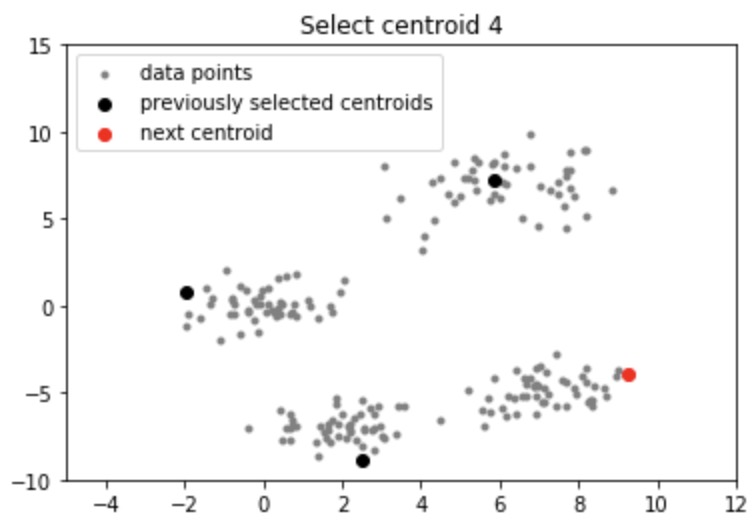 Select centroid 4
15
data points
previously selected centroids
next centroid
10
5
0
−5
−10
−4 −2 0 2 4 6 8 10 12